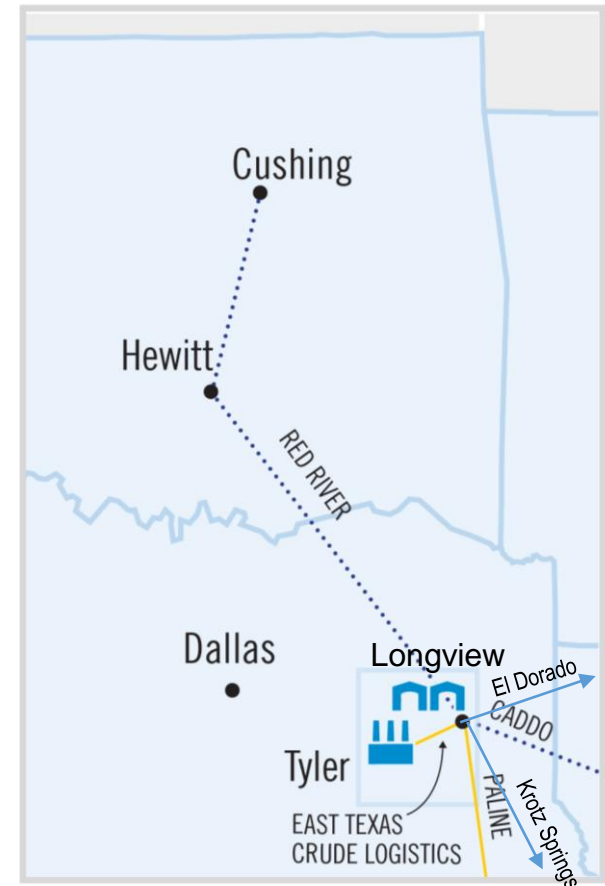 Cushing
Hewitt
RED RIVER
Dallas
Longview
El Dorado
CADDO
Tyler
PALINE
Krotz Springs
EAST TEXAS
CRUDE LOGISTICS